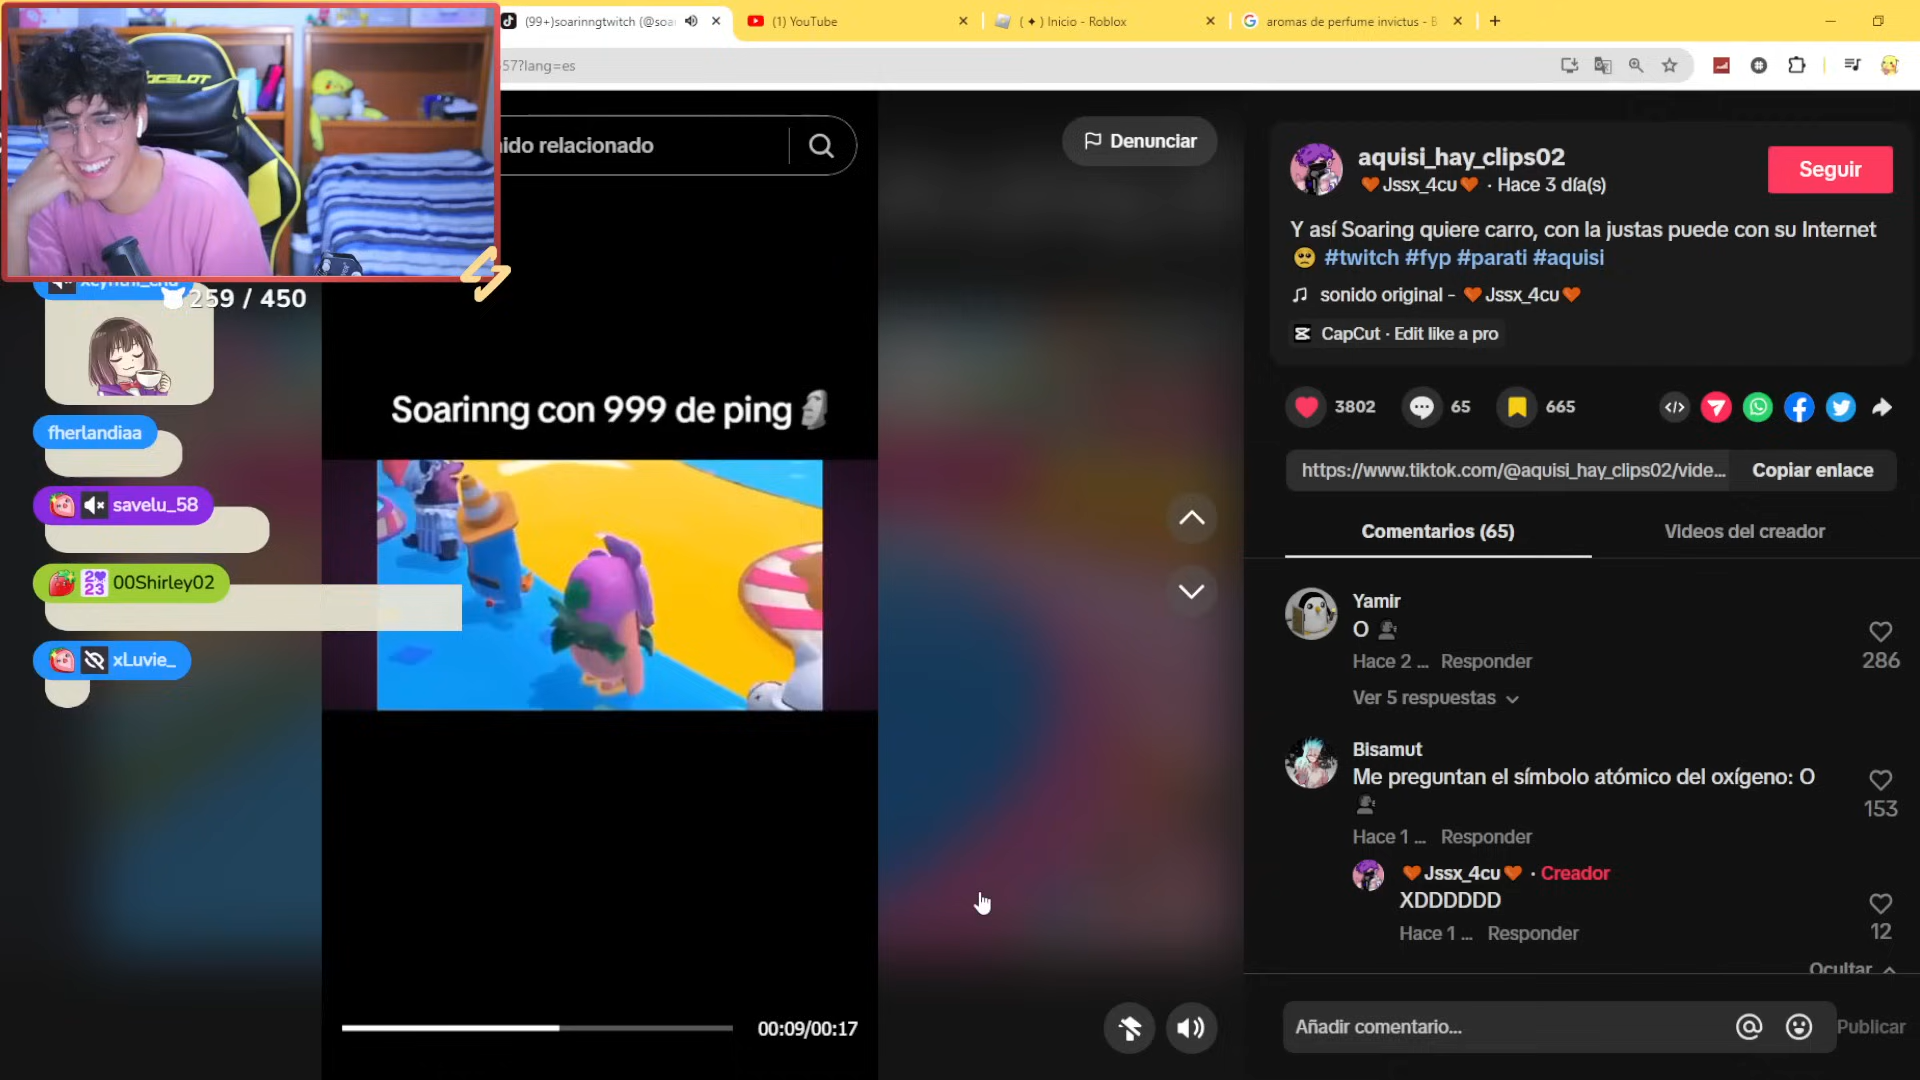 (99+)soarinngtwitch (@soar
(1) YouTube
( ✦ ) Inicio - Roblox
aromas de perfume invictus - B
57?lang=es
OCELOT
ido relacionado
Denunciar
259 / 450
fherlandiaa
savelu_58
2 23 00Shirley02
xLuvie_
Soarinng con 999 de ping 🗿
00:09/00:17
aquisi_hay_clips02
🧡Jssx_4cu🧡 · Hace 3 día(s)
Seguir
Y así Soaring quiere carro, con la justas puede con su Internet
🥺 #twitch #fyp #parati #aquisi
sonido original - 🧡Jssx_4cu🧡
CapCut · Edit like a pro
3802
65
665
https://www.tiktok.com/@aquisi_hay_clips02/vide...
Copiar enlace
Comentarios (65)
Videos del creador
Yamir
O 🗣
Hace 2 ... Responder
286
Ver 5 respuestas
Bisamut
Me preguntan el símbolo atómico del oxígeno: O
🗣
153
Hace 1 ... Responder
🧡Jssx_4cu🧡 · Creador
XDDDDDD
12
Hace 1 ... Responder
Ocultar
Añadir comentario...
Publicar